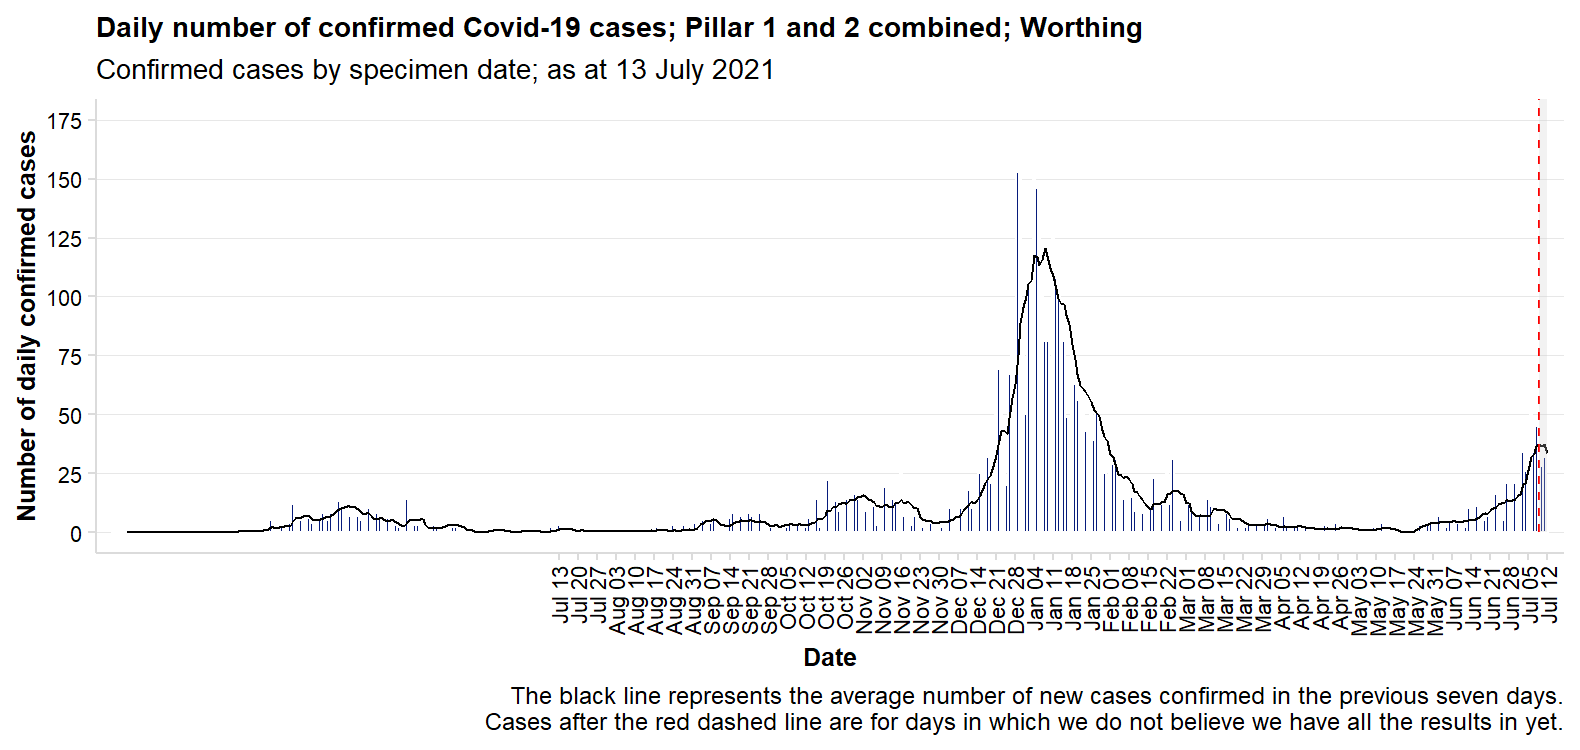 Daily number of confirmed Covid-19 cases; Pillar 1 and 2 combined; Worthing
Confirmed cases by specimen date; as at 13 July 2021
Number of daily confirmed cases
175
150
125
100
75
50
25
0
Jul 13
Jul 20
Jul 27
Aug 03
Aug 10
Aug 17
Aug 24
Aug 31
Sep 07
Sep 14
Sep 21
Sep 28
Oct 05
Oct 12
Oct 19
Oct 26
Nov 02
Nov 09
Nov 16
Nov 23
Nov 30
Dec 07
Dec 14
Dec 21
Dec 28
Jan 04
Jan 11
Jan 18
Jan 25
Feb 01
Feb 08
Feb 15
Feb 22
Mar 01
Mar 08
Mar 15
Mar 22
Mar 29
Apr 05
Apr 12
Apr 19
Apr 26
May 03
May 10
May 17
May 24
May 31
Jun 07
Jun 14
Jun 21
Jun 28
Jul 05
Jul 12
Date
The black line represents the average number of new cases confirmed in the previous seven days.
Cases after the red dashed line are for days in which we do not believe we have all the results in yet.